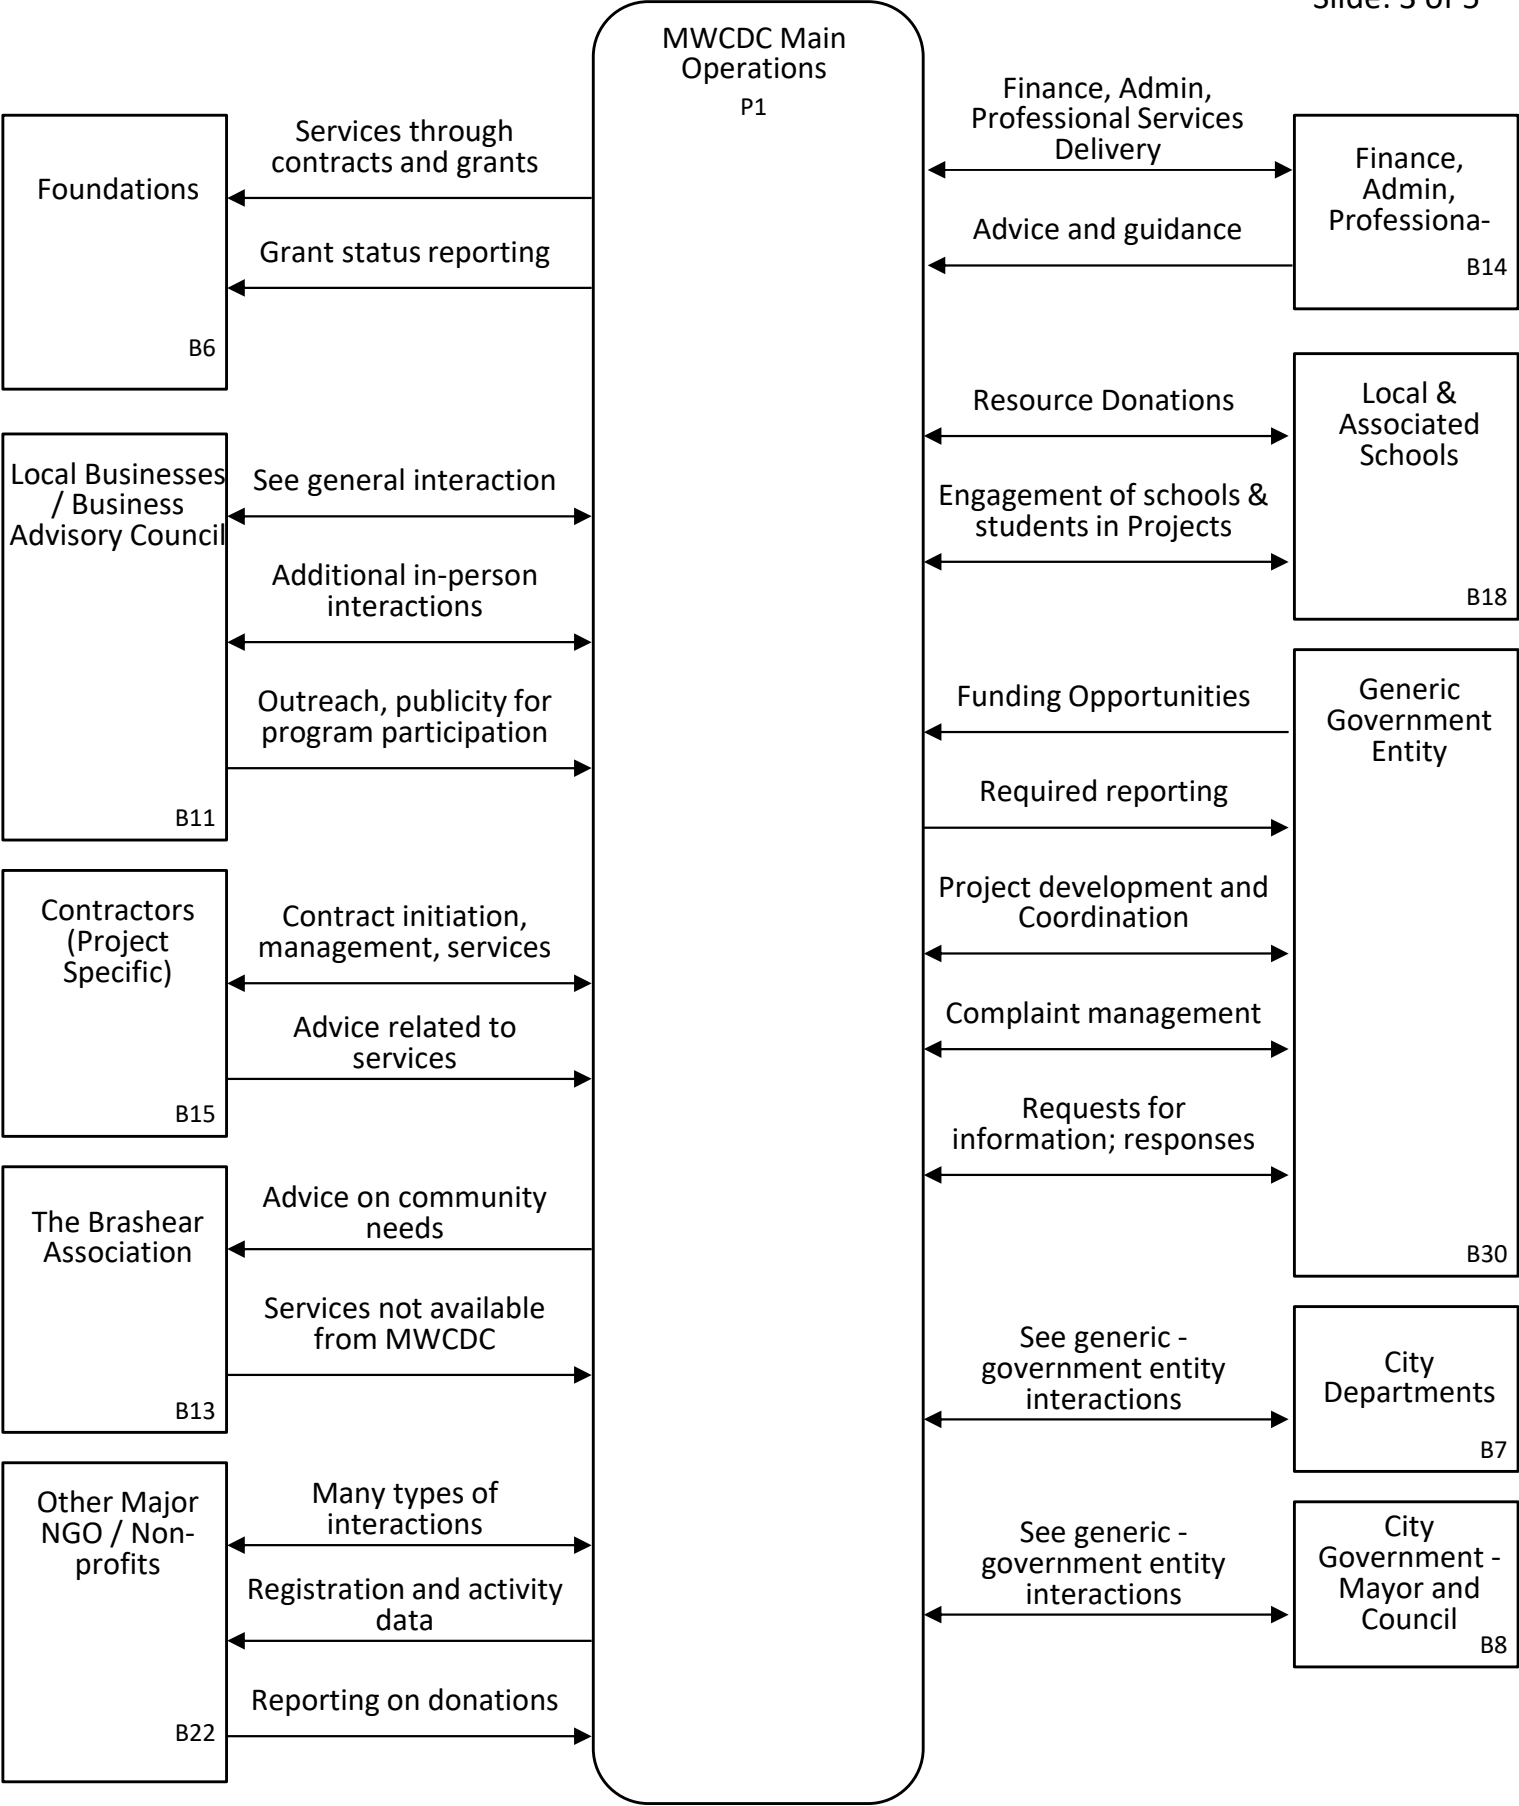 Slide: 3 of 5
MWCDC Main
Operations
P1
Foundations
B6
Services through
contracts and grants
Grant status reporting
Local Businesses
/ Business
Advisory Council
B11
See general interaction
Additional in-person
interactions
Outreach, publicity for
program participation
Contractors
(Project
Specific)
B15
Contract initiation,
management, services
Advice related to
services
The Brashear
Association
B13
Advice on community
needs
Services not available
from MWCDC
Other Major
NGO / Non-
profits
B22
Many types of
interactions
Registration and activity
data
Reporting on donations
Finance, Admin,
Professional Services
Delivery
Advice and guidance
Finance,
Admin,
Professiona-
B14
Resource Donations
Engagement of schools &
students in Projects
Local &
Associated
Schools
B18
Funding Opportunities
Required reporting
Project development and
Coordination
Complaint management
Requests for
information; responses
Generic
Government
Entity
B30
See generic -
government entity
interactions
City
Departments
B7
See generic -
government entity
interactions
City
Government -
Mayor and
Council
B8